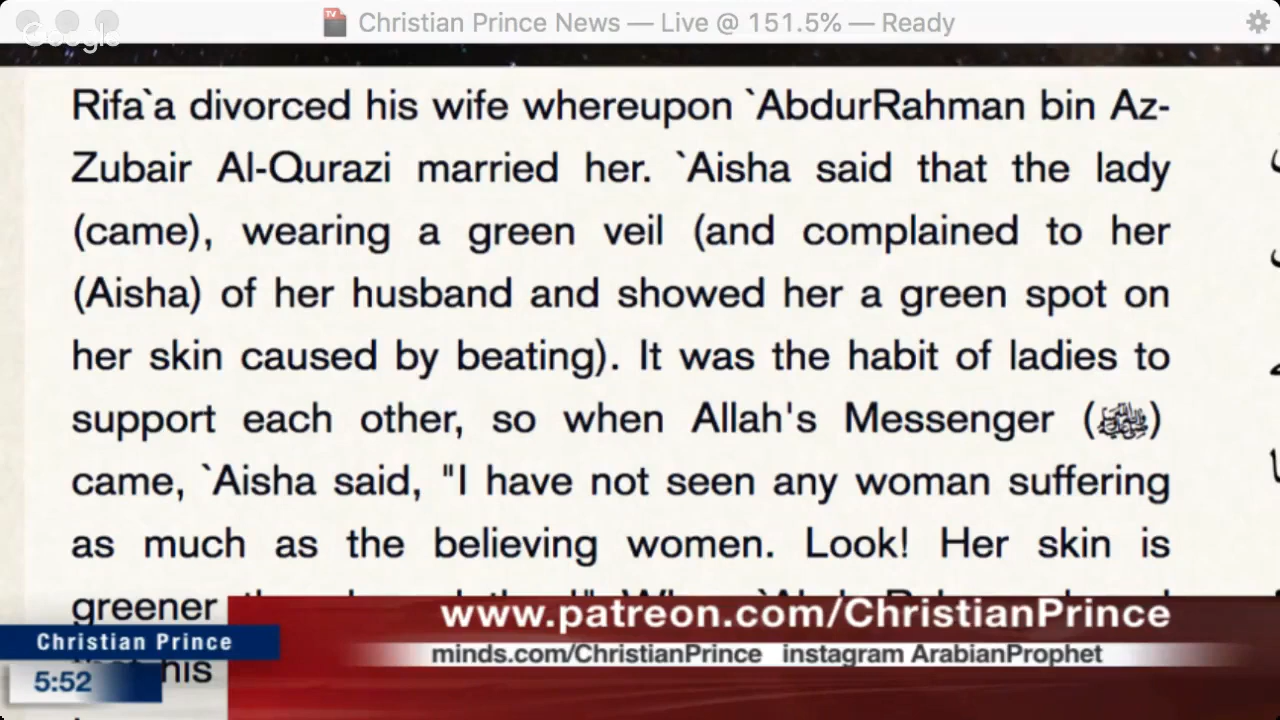 Christian Prince News — Live @ 151.5% — Ready
Google
Rifa`a divorced his wife whereupon `AbdurRahman bin Az-
Zubair Al-Qurazi married her. `Aisha said that the lady
(came), wearing a green veil (and complained to her
(Aisha) of her husband and showed her a green spot on
her skin caused by beating). It was the habit of ladies to
support each other, so when Allah's Messenger (ﷺ)
came, `Aisha said, "I have not seen any woman suffering
as much as the believing women. Look! Her skin is
greener
his
www.patreon.com/ChristianPrince
Christian Prince
minds.com/ChristianPrince instagram ArabianProphet
5:52